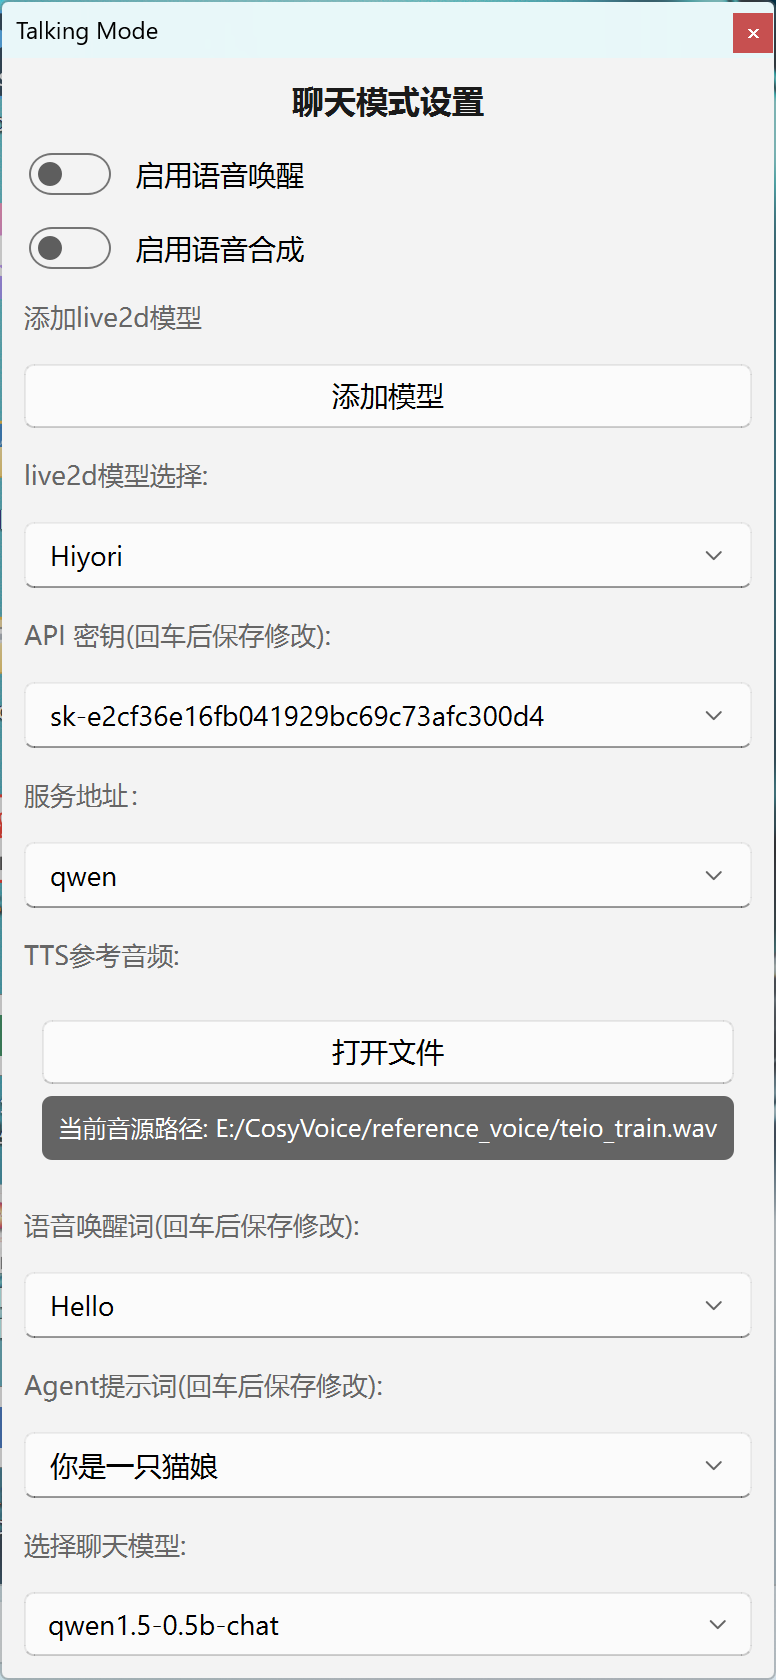 Talking Mode
聊天模式设置
启用语音唤醒
启用语音合成
添加live2d模型
添加模型
live2d模型选择:
Hiyori
API 密钥(回车后保存修改):
sk-e2cf36e16fb041929bc69c73afc300d4
服务地址：
qwen
TTS参考音频:
打开文件
当前音源路径: E:/CosyVoice/reference_voice/teio_train.wav
语音唤醒词(回车后保存修改):
Hello
Agent提示词(回车后保存修改):
你是一只猫娘
选择聊天模型:
qwen1.5-0.5b-chat